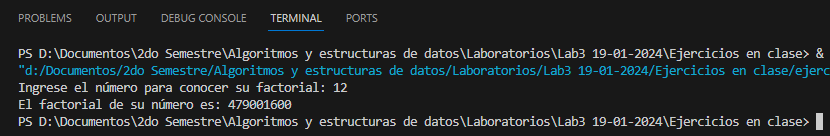 PROBLEMS OUTPUT DEBUG CONSOLE TERMINAL PORTS
PS D:\Documentos\2do Semestre\Algoritmos y estructuras de datos\Laboratorios\Lab3 19-01-2024\Ejercicios en clase> &
"d:/Documentos/2do Semestre/Algoritmos y estructuras de datos/Laboratorios/Lab3 19-01-2024/Ejercicios en clase/ejerc
Ingrese el número para conocer su factorial: 12
El factorial de su número es: 479001600
PS D:\Documentos\2do Semestre\Algoritmos y estructuras de datos\Laboratorios\Lab3 19-01-2024\Ejercicios en clase>